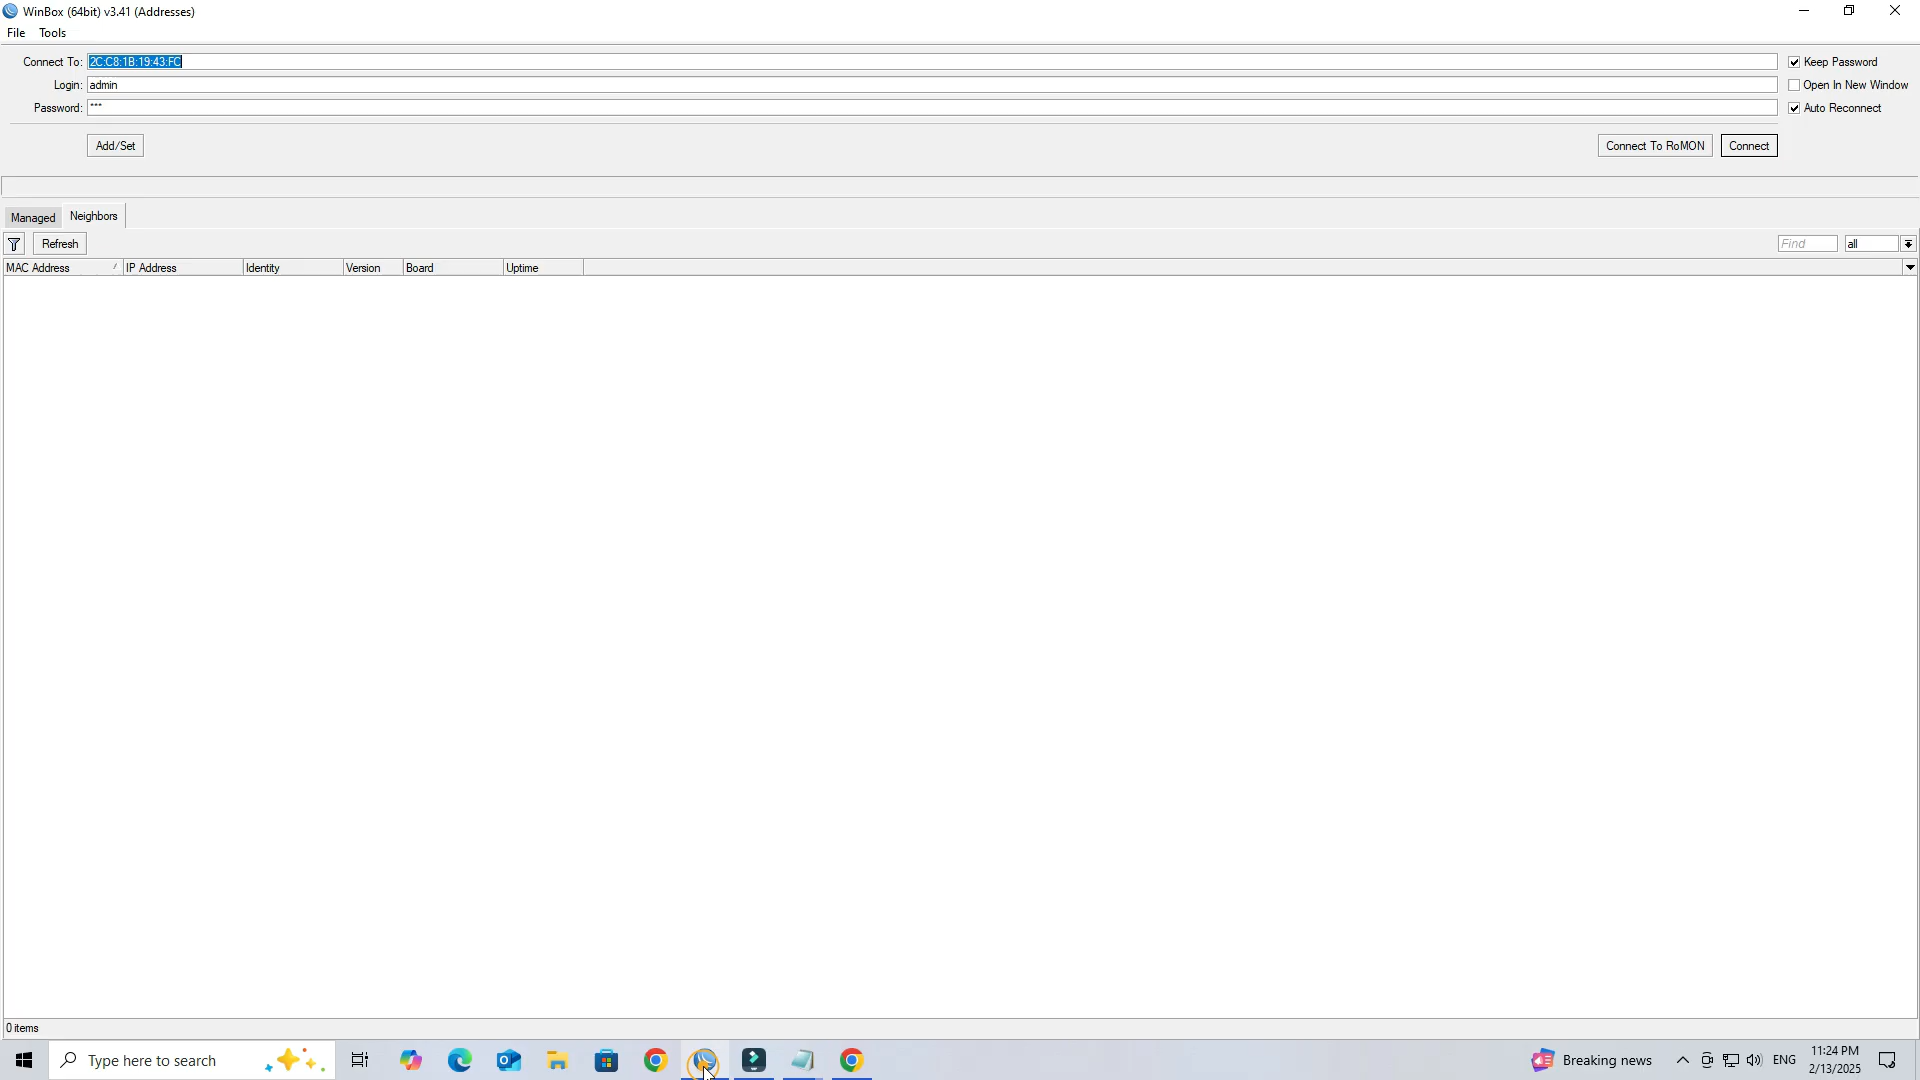 WinBox (64bit) v3.41 (Addresses)
File Tools
Connect To: 2C:C8:1B:19:43:FC
Keep Password
Login: admin
Open In New Window
Password: ***
Auto Reconnect
Add/Set
Connect To RoMON
Connect
Managed
Neighbors
Refresh
Find
all
MAC Address
IP Address
Identity
Version
Board
Uptime
0 items
Type here to search
Breaking news
ENG
11:24 PM
2/13/2025